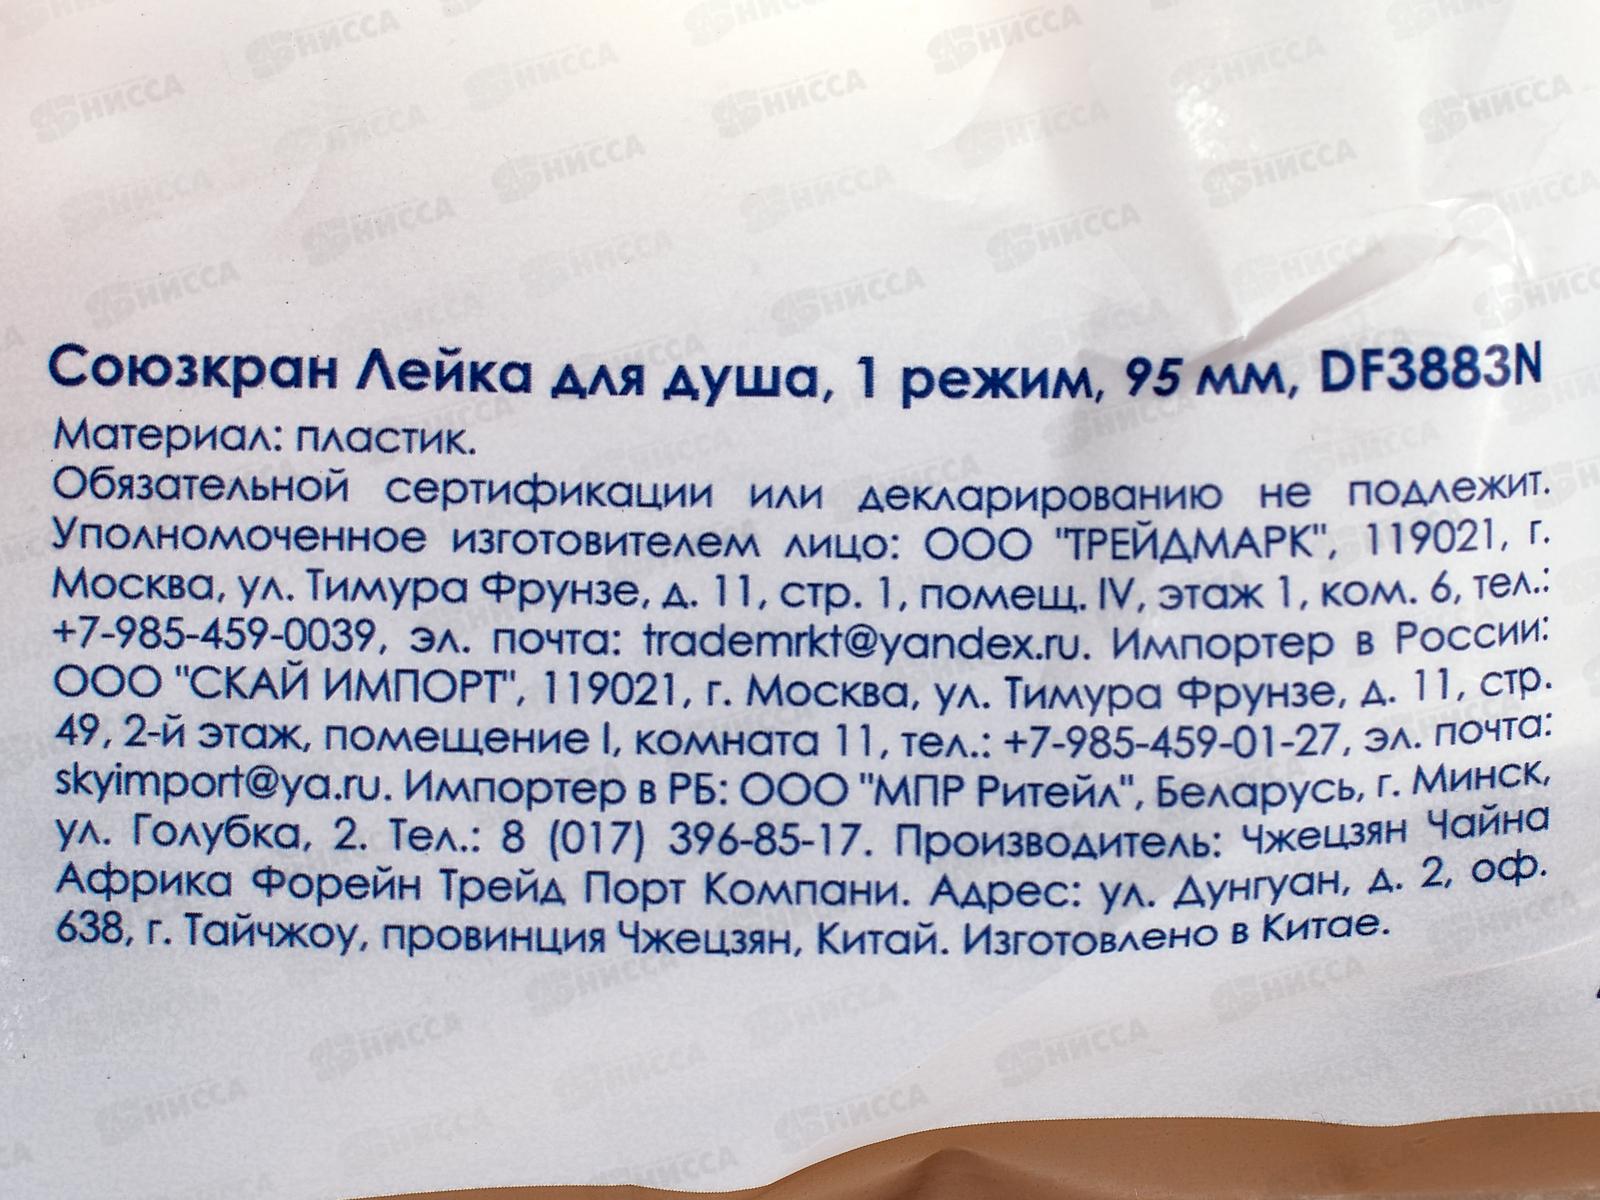 Союзкран Лейка для душа, 1 режим, 95 мм, DF3883N
Материал: пластик.
Обязательной сертификации или декларированию не подлежит.
Уполномоченное изготовителем лицо: ООО "ТРЕЙДМАРК", 119021, г.
Москва, ул. Тимура Фрунзе, д. 11, стр. 1, помещ. IV, этаж 1, ком. 6, тел.:
+7-985-459-0039, эл. почта: trademrkt@yandex.ru. Импортер в России:
ООО "СКАЙ ИМПОРТ", 119021, г. Москва, ул. Тимура Фрунзе, д. 11, стр.
49, 2-й этаж, помещение I, комната 11, тел.: +7-985-459-01-27, эл. почта:
skyimport@ya.ru. Импортер в РБ: ООО "МПР Ритейл", Беларусь, г. Минск,
ул. Голубка, 2. Тел.: 8 (017) 396-85-17. Производитель: Чжецзян Чайна
Африка Форейн Трейд Порт Компани. Адрес: ул. Дунгуан, д. 2, оф.
638, г. Тайчжоу, провинция Чжецзян, Китай. Изготовлено в Китае.